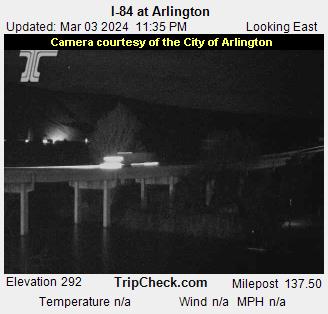 I-84 at Arlington
Updated: Mar 03 2024 11:35 PM Looking East
Camera courtesy of the City of Arlington
Elevation 292 TripCheck.com Milepost 137.50
Temperature n/a Wind n/a MPH n/a